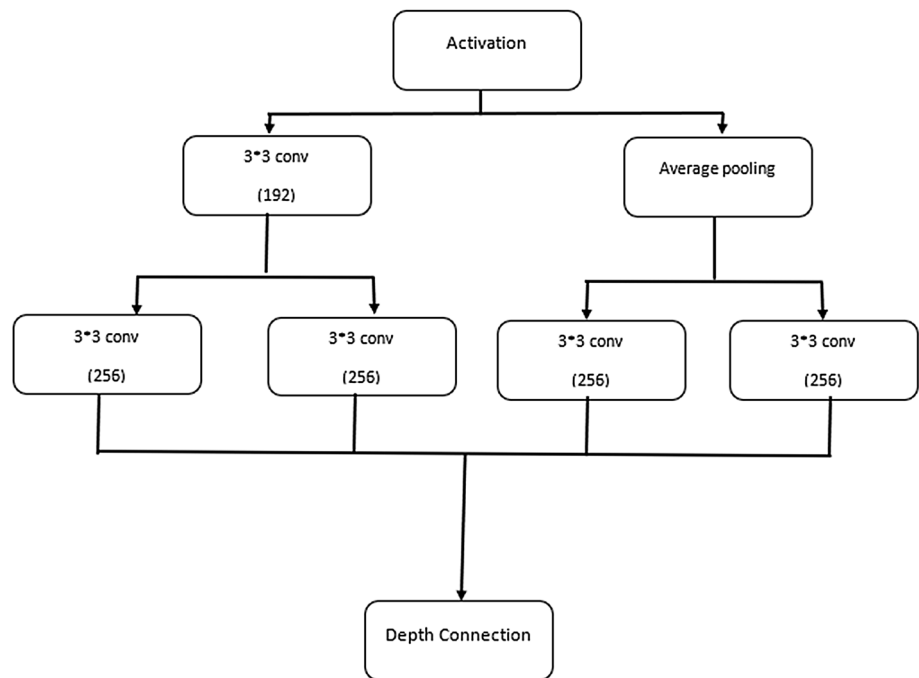 Activation
3*3 conv
(192)
Average pooling
3*3 conv
(256)
3*3 conv
(256)
3*3 conv
(256)
3*3 conv
(256)
Depth Connection